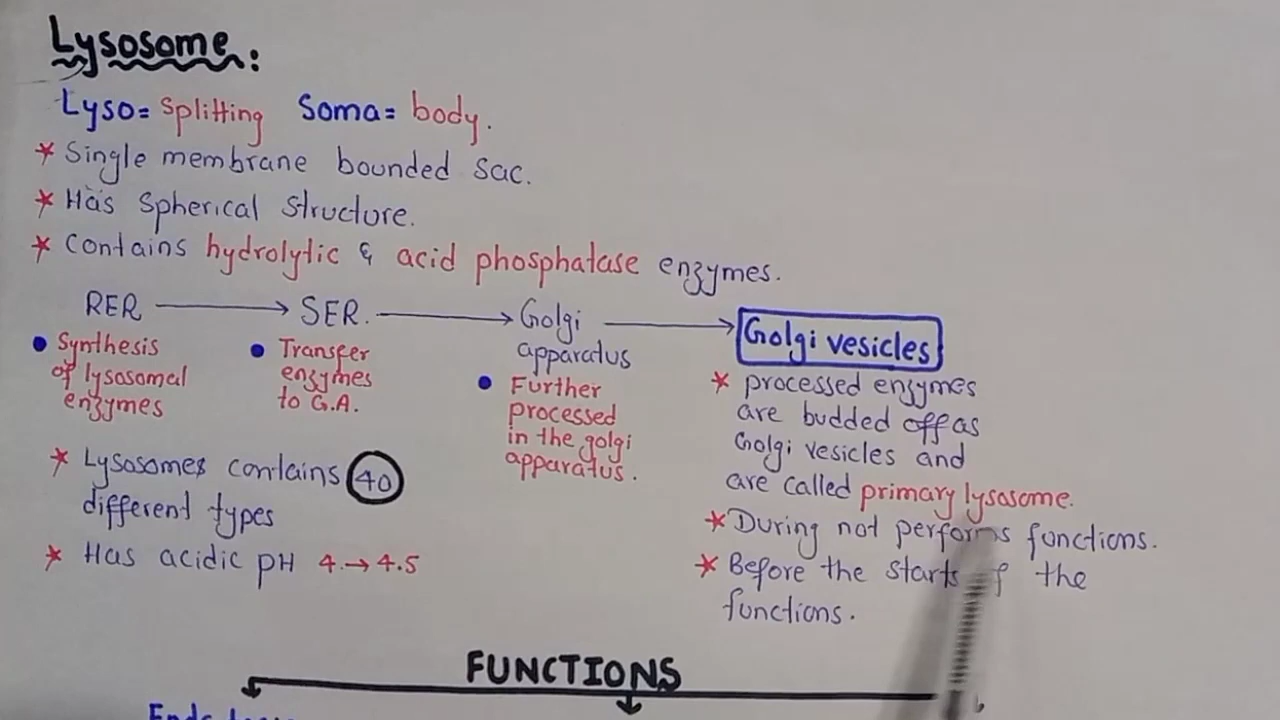 Lysosome:
Lyso= Splitting Soma= body.
* Single membrane bounded sac.
* Has Spherical Structure.
* Contains hydrolytic & acid phosphatase enzymes.
RER → SER. → Golgi apparatus → Golgi vesicles
• Synthesis
of lysosomal
enzymes
• Transfer
enzymes
to G.A.
• Further
processed
in the golgi
apparatus.
* processed enzymes
are budded off as
Golgi vesicles and
are called primary lysosome.
* During not performs functions.
* Before the starts of the
functions.
* Lysosomes contains 40
different types
* Has acidic pH 4.→4.5
FUNCTIONS